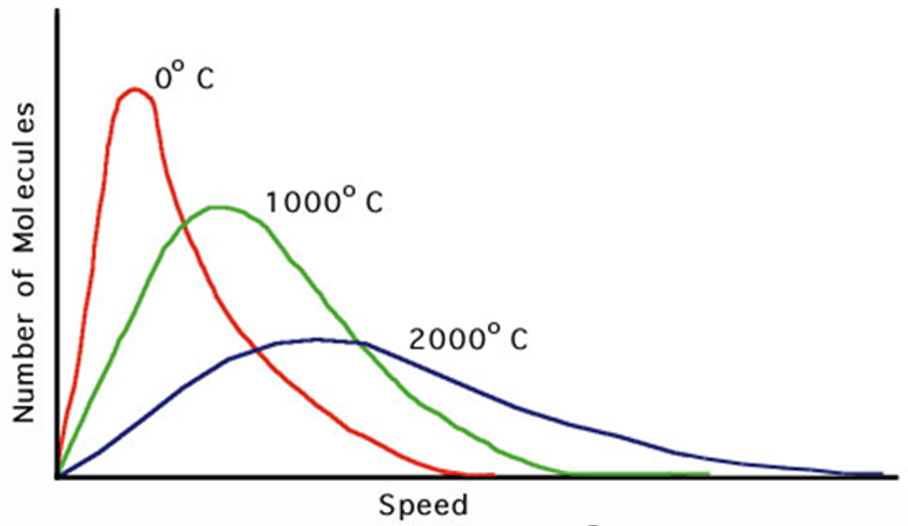 0° C
1000° C
2000° C
Number of Molecules
Speed